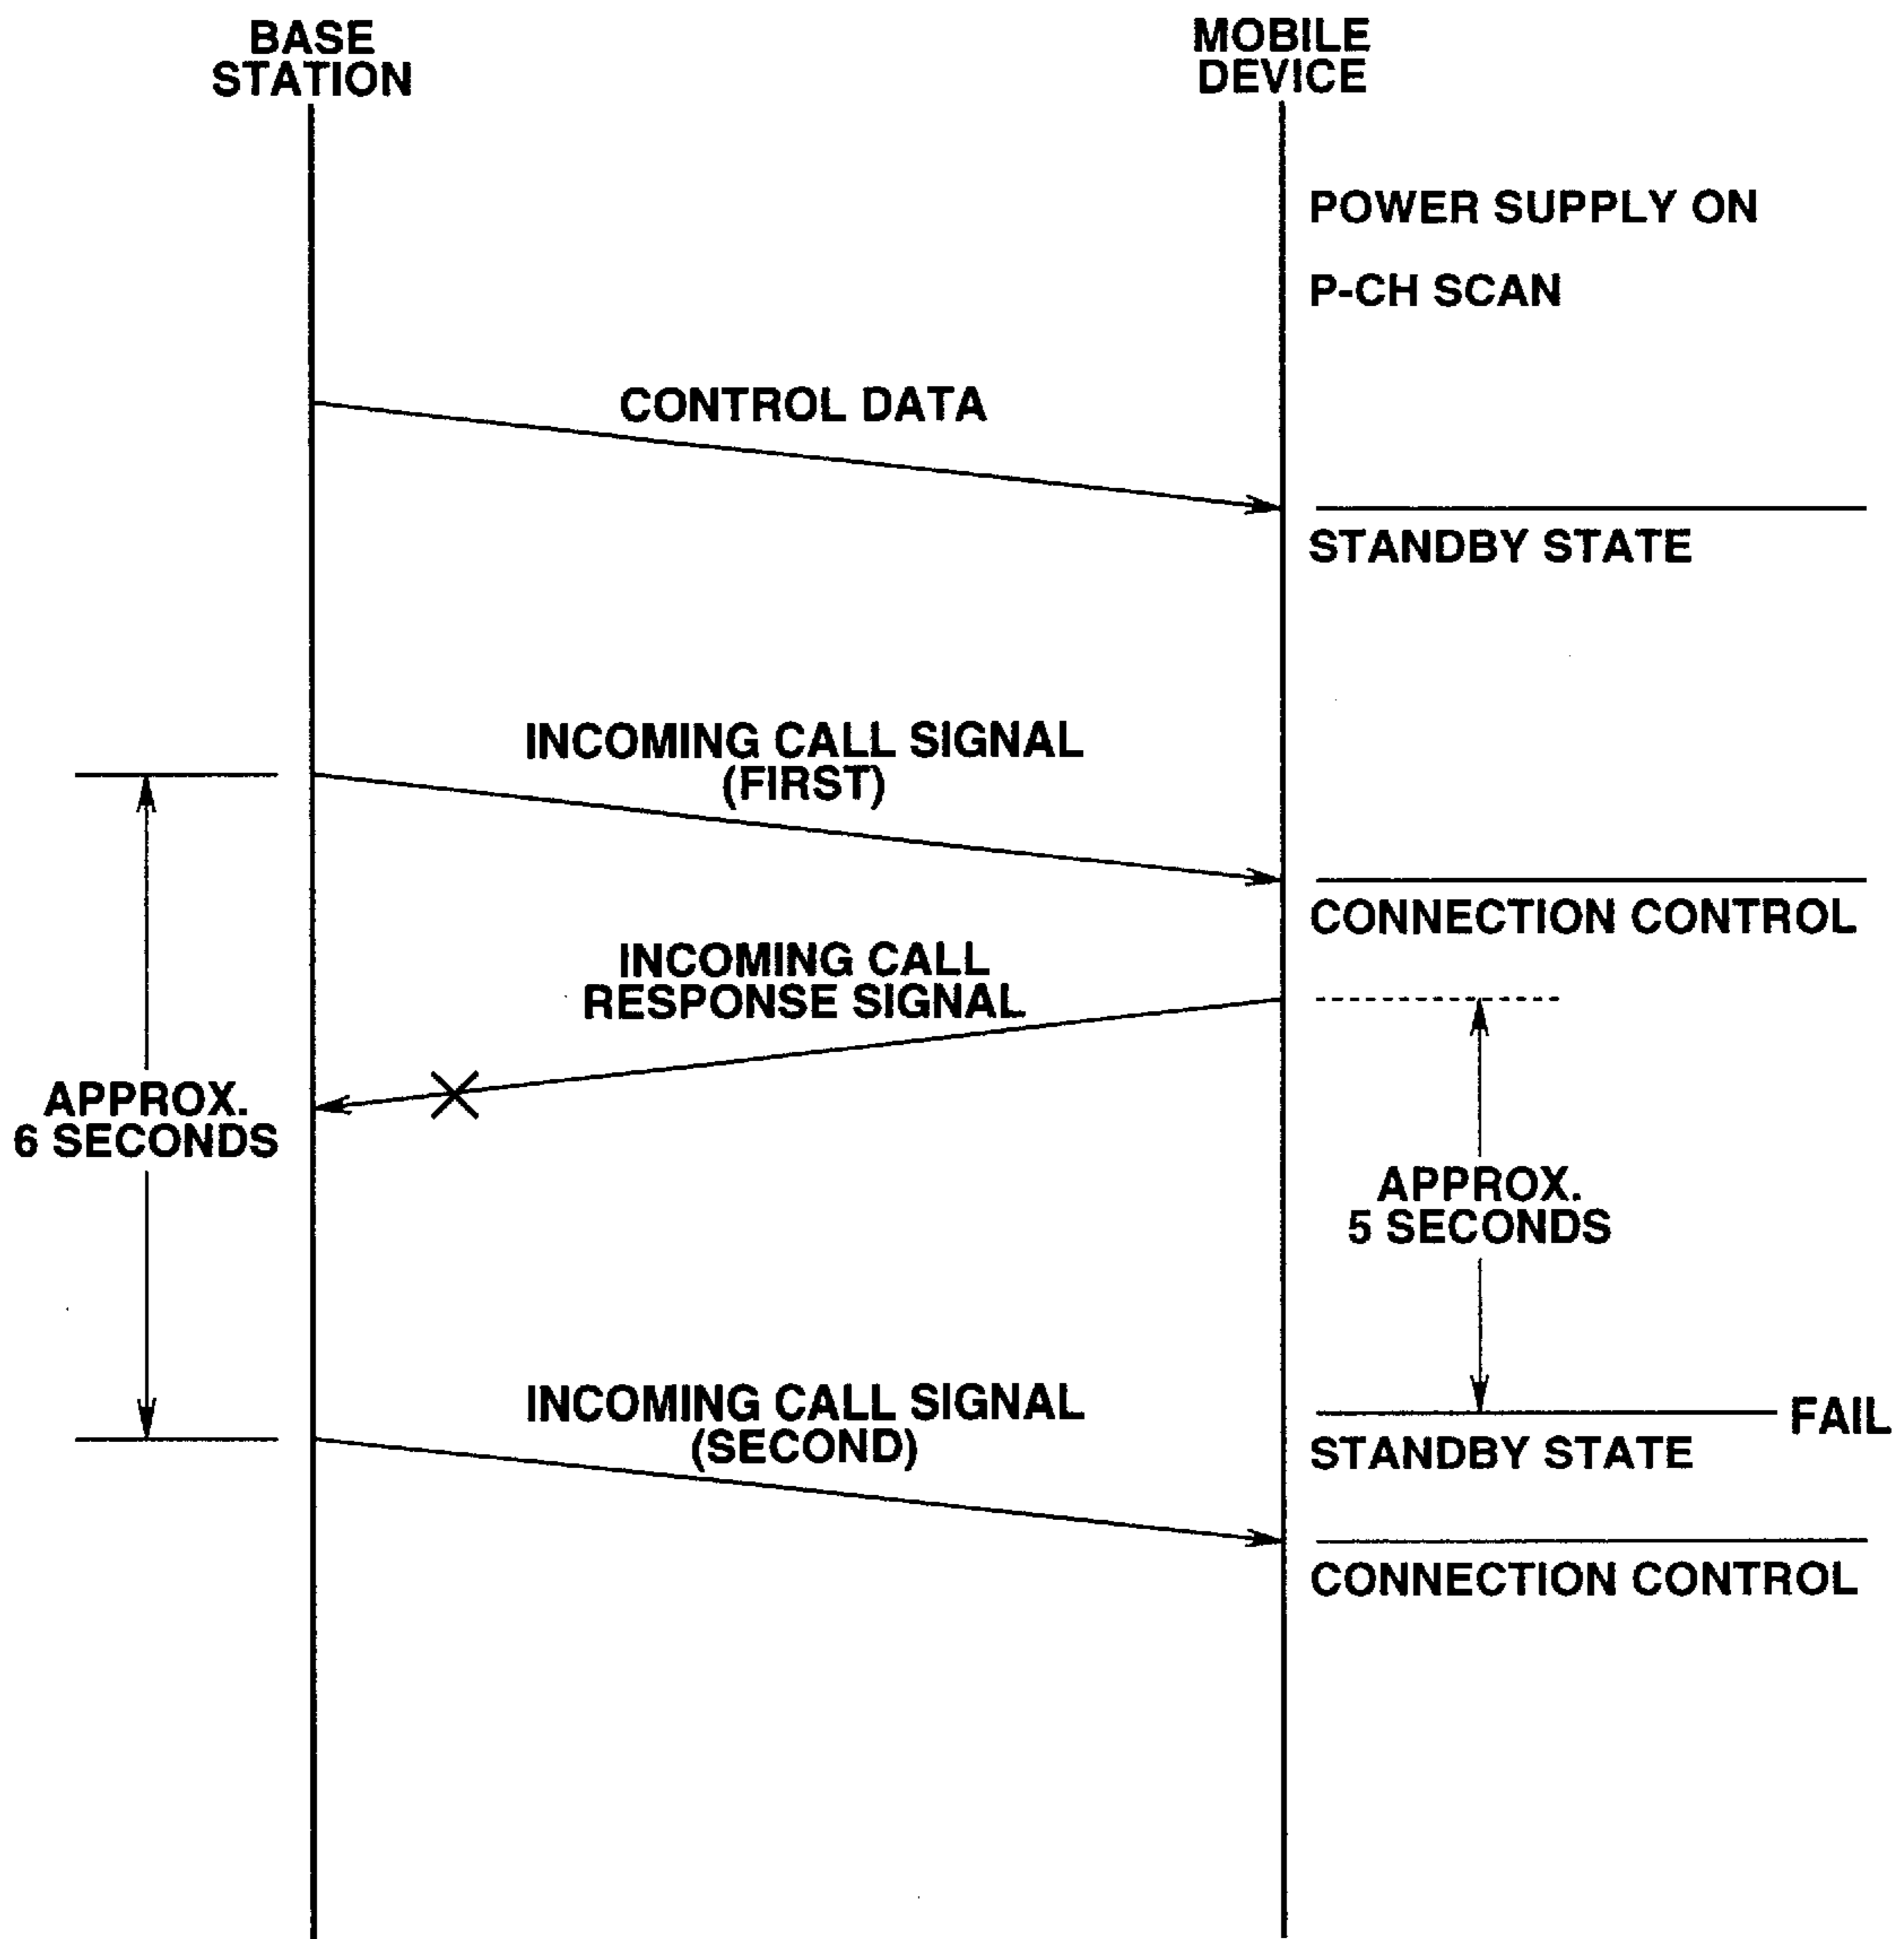 BASE
STATION
MOBILE
DEVICE
POWER SUPPLY ON
P-CH SCAN
CONTROL DATA
STANDBY STATE
INCOMING CALL SIGNAL
(FIRST)
CONNECTION CONTROL
INCOMING CALL
RESPONSE SIGNAL
APPROX.
6 SECONDS
APPROX.
5 SECONDS
INCOMING CALL SIGNAL
(SECOND)
FAIL
STANDBY STATE
CONNECTION CONTROL